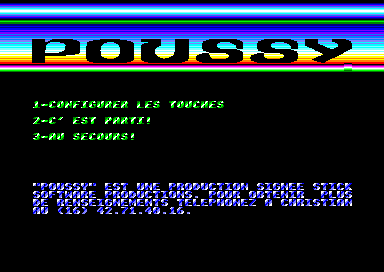 POUSSY
1-CONFIGURER LES TOUCHES
2-C' EST PARTI!
3-AU SECOURS!
"POUSSY" EST UNE PRODUCTION SIGNEE STICK
SOFTWARE PRODUCTIONS. POUR OBTENIR PLUS
DE RENSEIGNEMENTS TELEPHONEZ A CHRISTIAN
AU (16) 42.71.40.16.